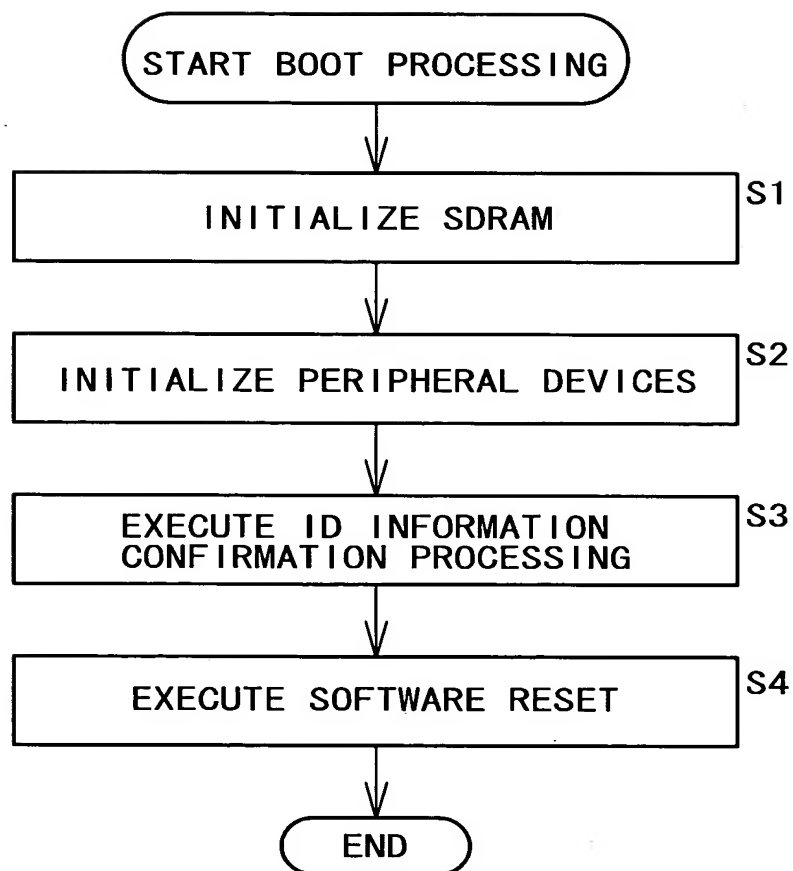 START BOOT PROCESSING
S1
INITIALIZE SDRAM
S2
INITIALIZE PERIPHERAL DEVICES
S3
EXECUTE ID INFORMATION
CONFIRMATION PROCESSING
S4
EXECUTE SOFTWARE RESET
END